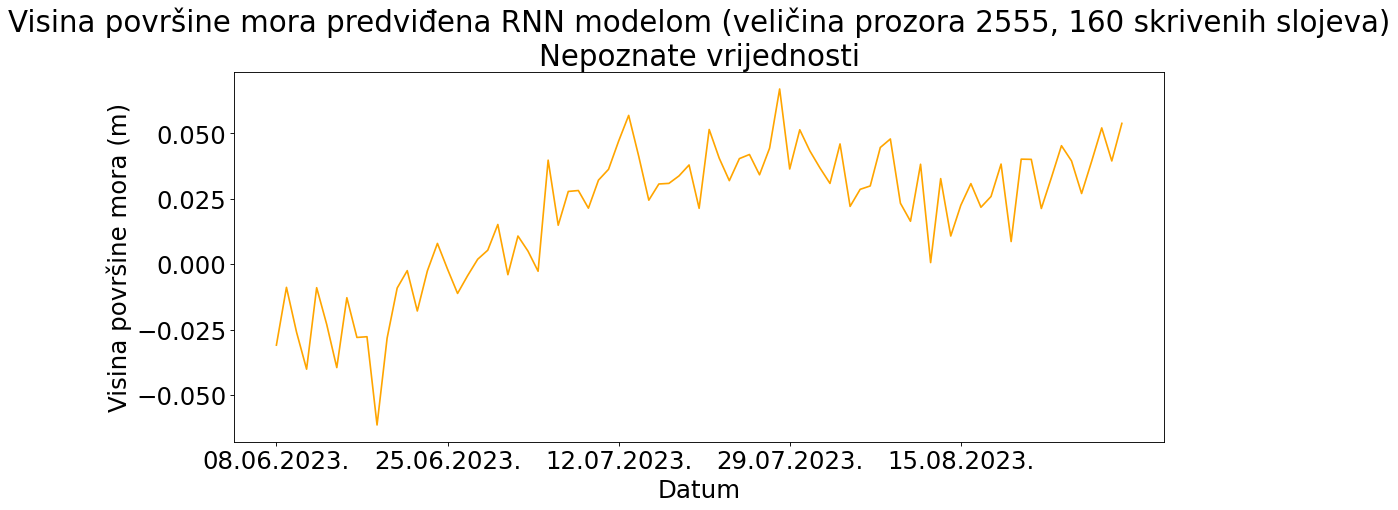 Visina površine mora predviđena RNN modelom (veličina prozora 2555, 160 skrivenih slojeva)
Nepoznate vrijednosti
Visina površine mora (m)
0.050
0.025
0.000
−0.025
−0.050
08.06.2023. 25.06.2023. 12.07.2023. 29.07.2023. 15.08.2023.
Datum